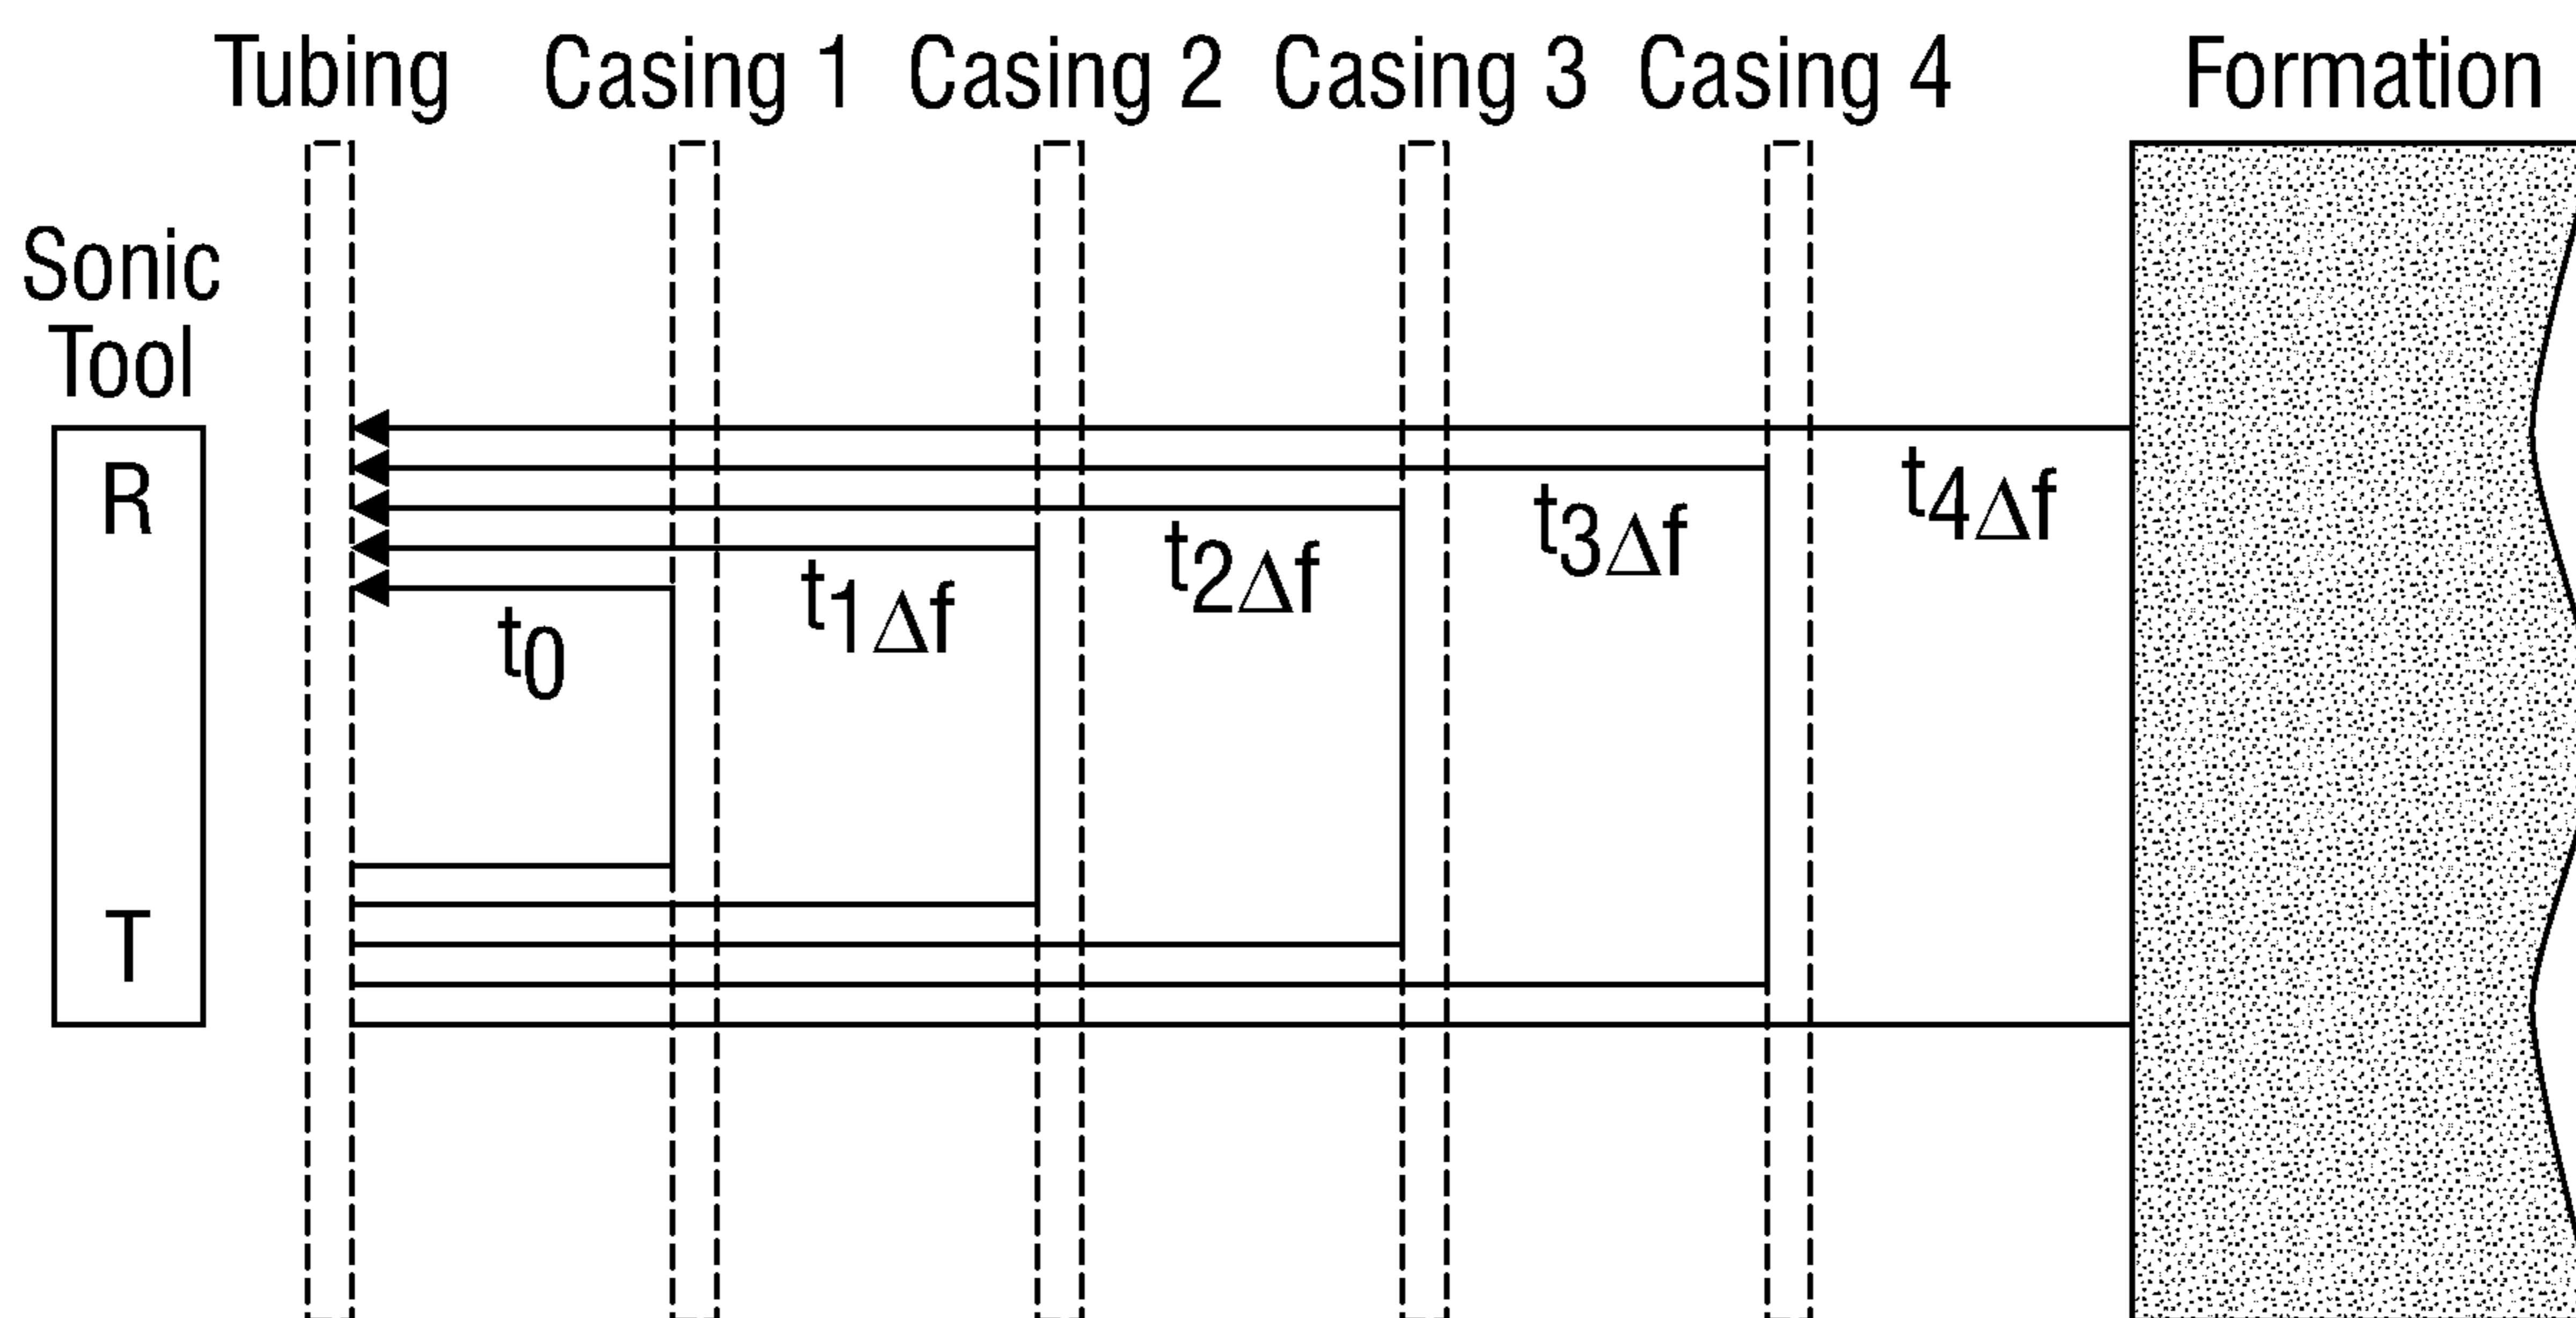 Tubing Casing 1 Casing 2 Casing 3 Casing 4 Formation
Sonic
Tool
R
t4Δf
t3Δf
t2Δf
t1Δf
t0
T